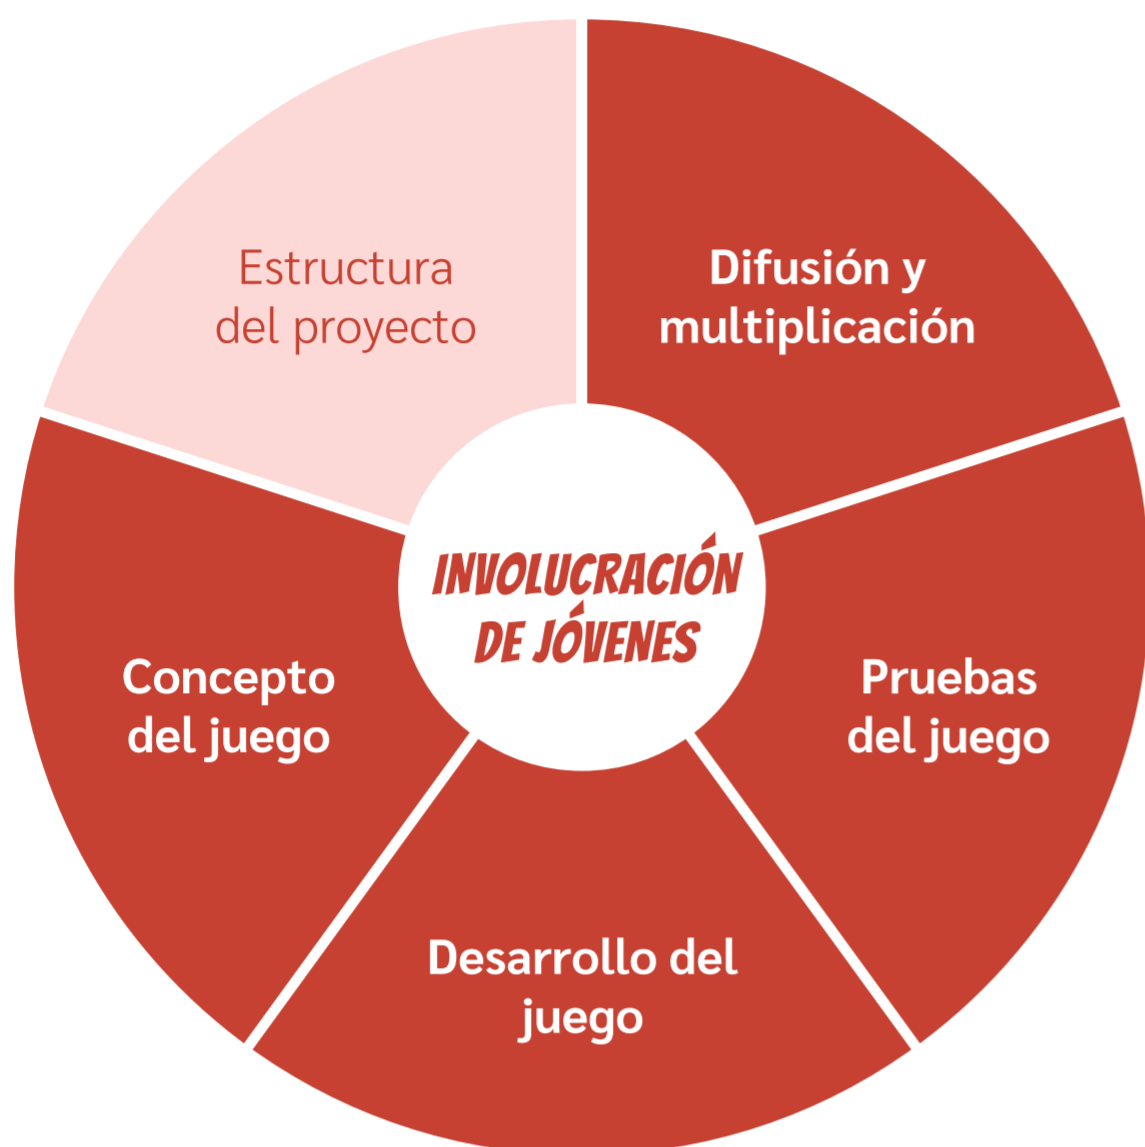 Estructura
del proyecto
Difusión y
multiplicación
INVOLUCRACIÓN
DE JÓVENES
Concepto
del juego
Pruebas
del juego
Desarrollo del
juego